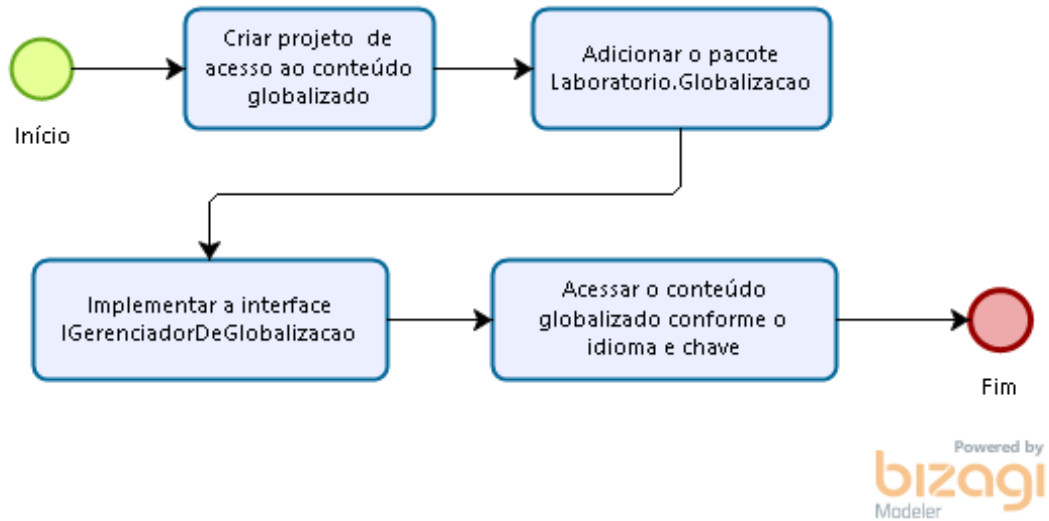 Criar projeto de
acesso ao conteúdo
globalizado
Adicionar o pacote
Laboratorio.Globalizacao
Início
Implementar a interface
IGerenciadorDeGlobalizacao
Acessar o conteúdo
globalizado conforme o
idioma e chave
Fim
Powered by
bizagi
Modeler